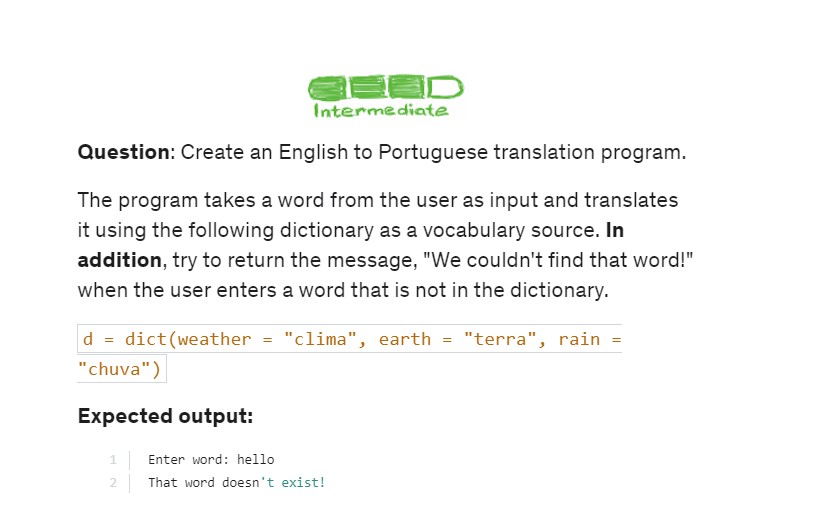 Intermediate
Question: Create an English to Portuguese translation program.
The program takes a word from the user as input and translates
it using the following dictionary as a vocabulary source. In
addition, try to return the message, "We couldn't find that word!"
when the user enters a word that is not in the dictionary.
d = dict(weather = "clima", earth = "terra", rain =
"chuva")
Expected output:
1 Enter word: hello
2 That word doesn't exist!